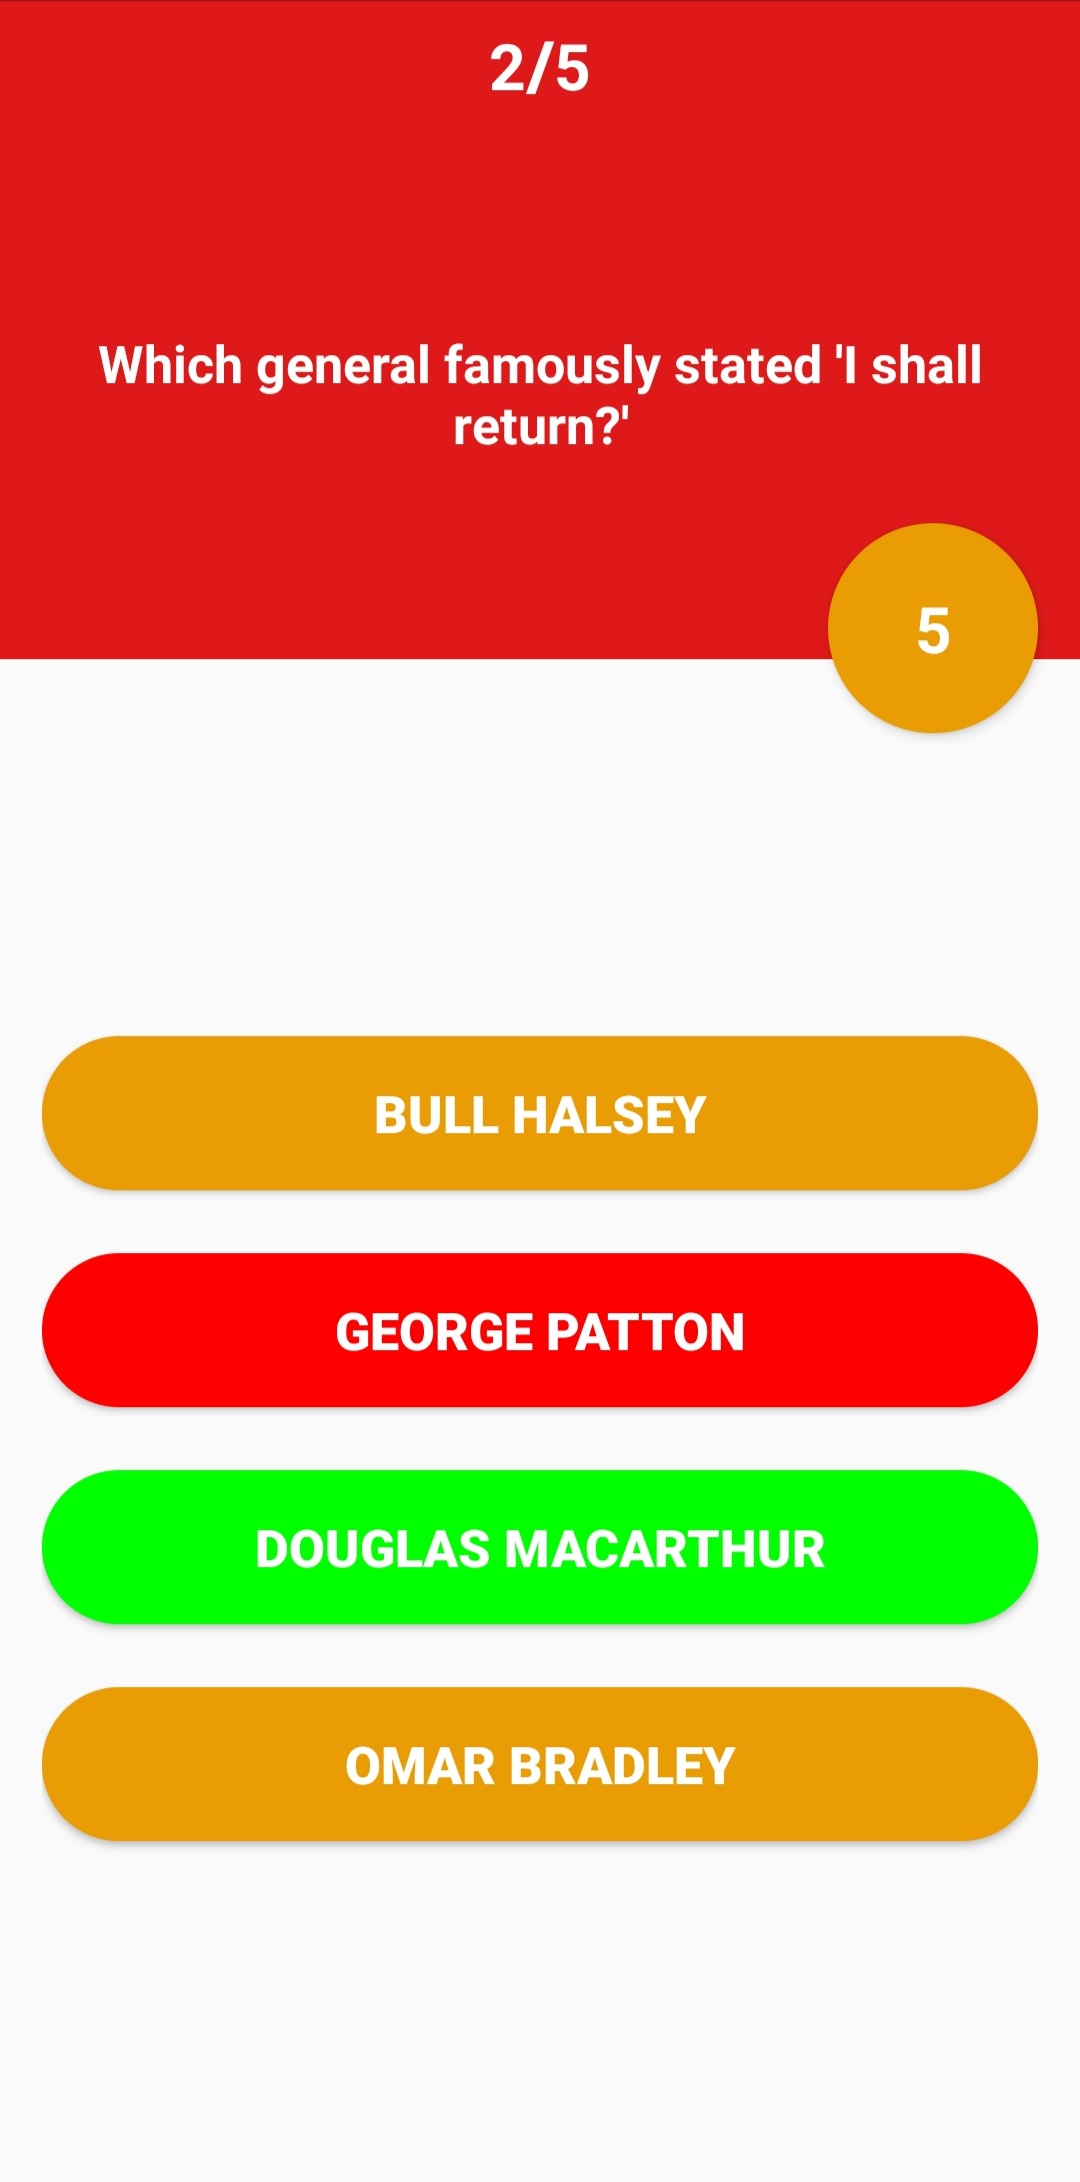 2/5
Which general famously stated 'I shall
return?'
5
BULL HALSEY
GEORGE PATTON
DOUGLAS MACARTHUR
OMAR BRADLEY